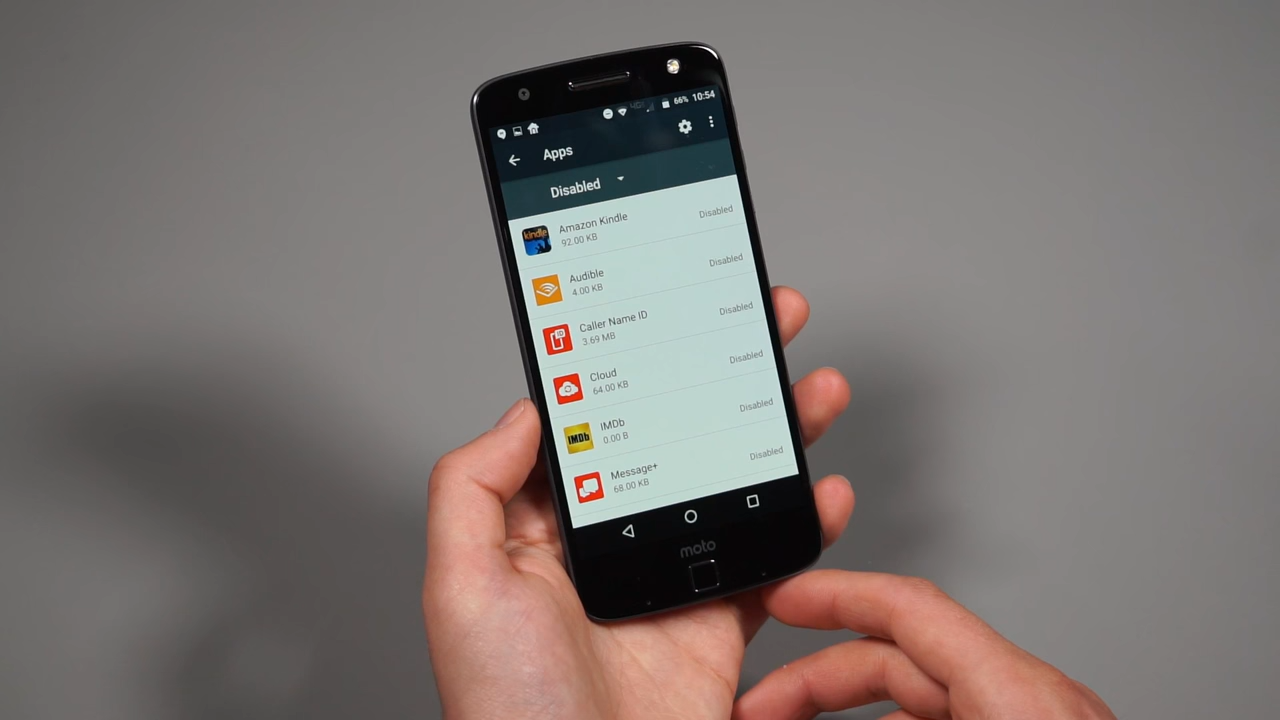 66% 10:54
Apps
Disabled
kindle
Amazon Kindle
92.00 KB
Disabled
Audible
4.00 KB
Disabled
ID
Caller Name ID
3.69 MB
Disabled
Cloud
64.00 KB
Disabled
IMDb
IMDb
0.00 B
Disabled
Message+
68.00 KB
Disabled
moto